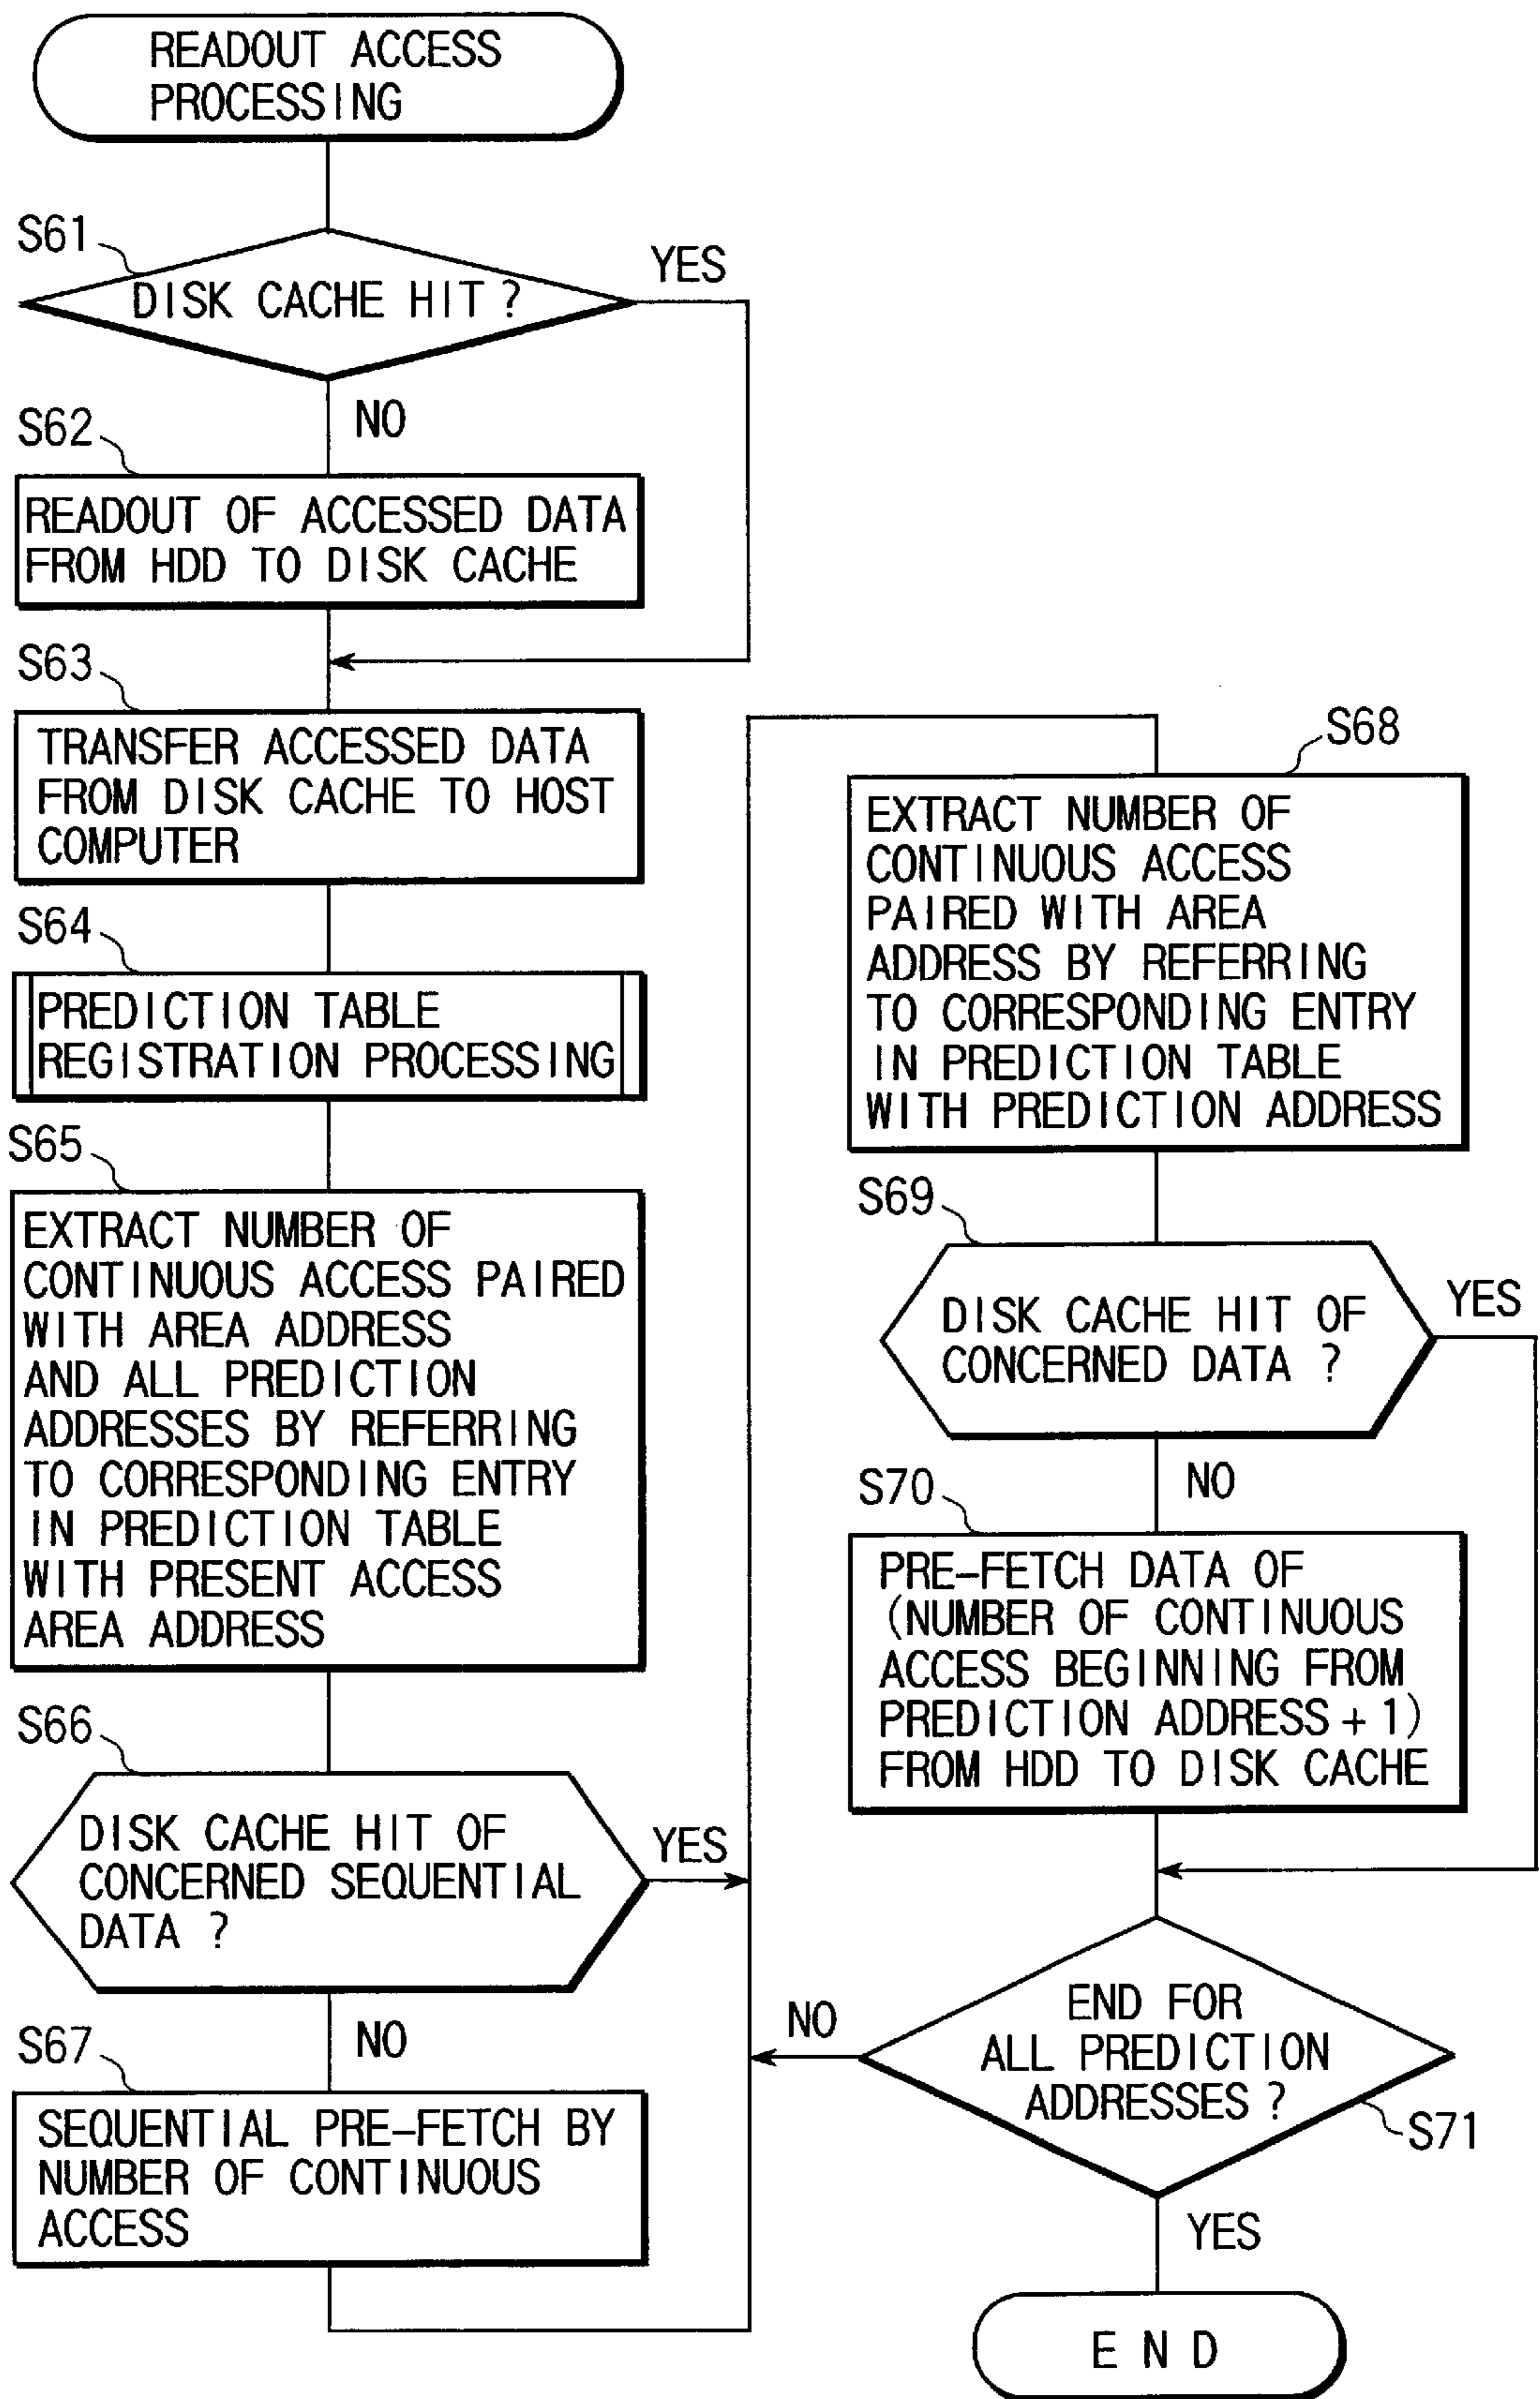 READOUT ACCESS
PROCESSING
S61
DISK CACHE HIT ?
YES
NO
S62
READOUT OF ACCESSED DATA
FROM HDD TO DISK CACHE
S63
TRANSFER ACCESSED DATA
FROM DISK CACHE TO HOST
COMPUTER
S64
PREDICTION TABLE
REGISTRATION PROCESSING
S65
EXTRACT NUMBER OF
CONTINUOUS ACCESS PAIRED
WITH AREA ADDRESS
AND ALL PREDICTION
ADDRESSES BY REFERRING
TO CORRESPONDING ENTRY
IN PREDICTION TABLE
WITH PRESENT ACCESS
AREA ADDRESS
S66
DISK CACHE HIT OF
CONCERNED SEQUENTIAL
DATA ?
YES
NO
S67
SEQUENTIAL PRE-FETCH BY
NUMBER OF CONTINUOUS
ACCESS
S68
EXTRACT NUMBER OF
CONTINUOUS ACCESS
PAIRED WITH AREA
ADDRESS BY REFERRING
TO CORRESPONDING ENTRY
IN PREDICTION TABLE
WITH PREDICTION ADDRESS
S69
DISK CACHE HIT OF
CONCERNED DATA ?
YES
NO
S70
PRE-FETCH DATA OF
(NUMBER OF CONTINUOUS
ACCESS BEGINNING FROM
PREDICTION ADDRESS + 1)
FROM HDD TO DISK CACHE
END FOR
ALL PREDICTION
ADDRESSES ?
NO
S71
YES
END